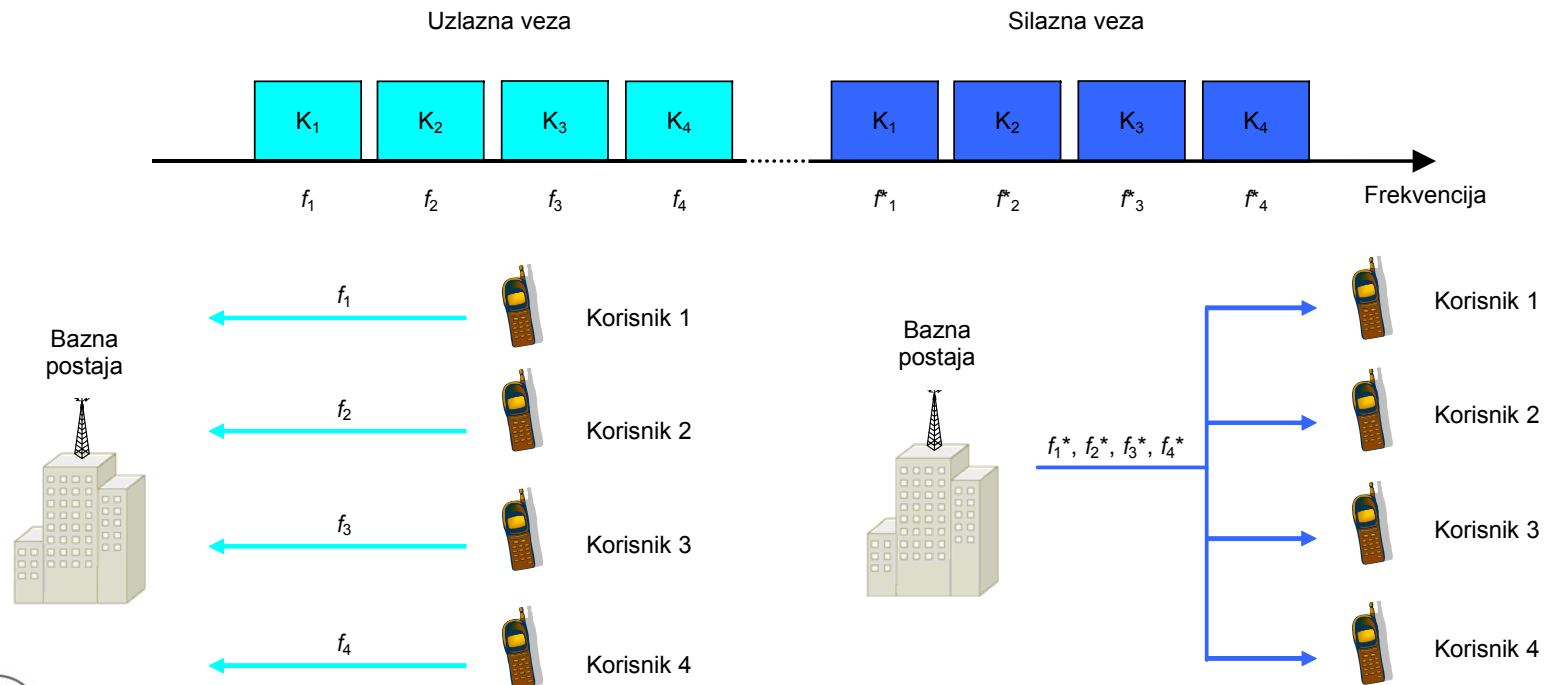 Uzlazna veza Silazna veza
K₁ K₂ K₃ K₄ K₁ K₂ K₃ K₄
f₁ f₂ f₃ f₄ f*₁ f*₂ f*₃ f*₄ Frekvencija
f₁
Korisnik 1
Bazna
postaja
f₂
Korisnik 2
f₃
Korisnik 3
f₄
Korisnik 4
Bazna
postaja
f₁*, f₂*, f₃*, f₄*
Korisnik 1
Korisnik 2
Korisnik 3
Korisnik 4